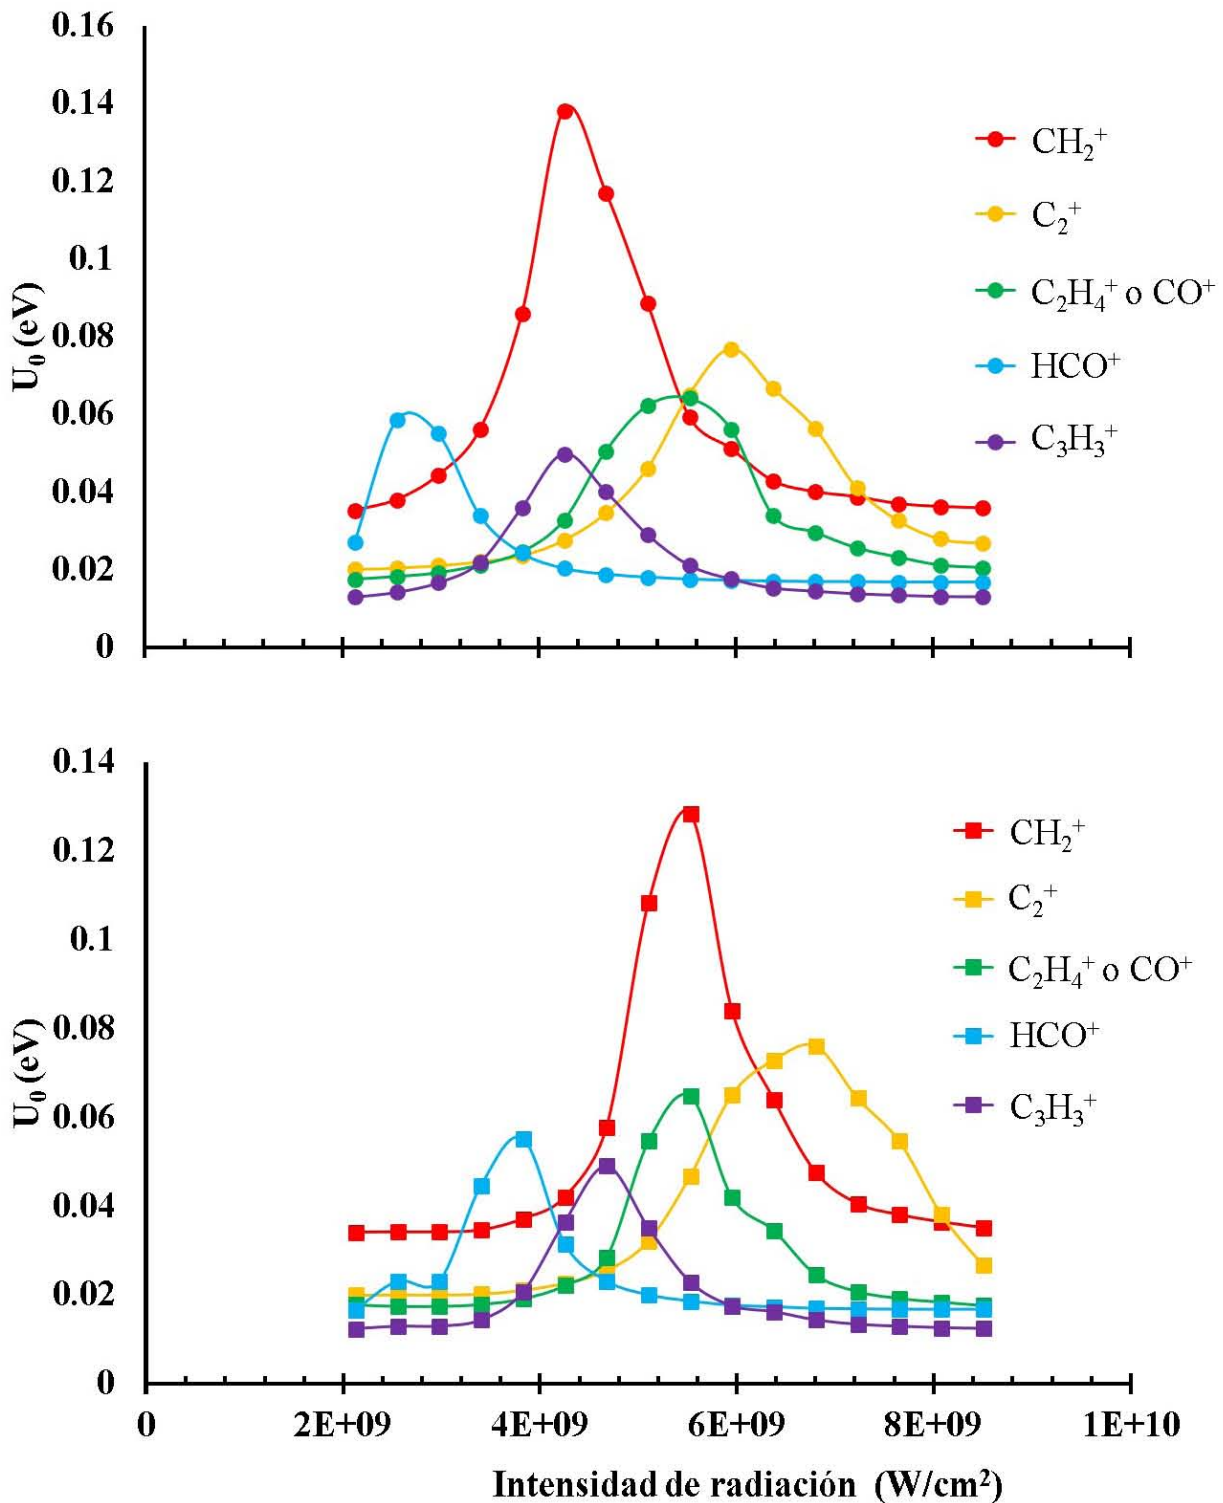 0.16
0.14
0.12
0.1
0.08
0.06
0.04
0.02
0
U₀ (eV)
CH₂⁺
C₂⁺
C₂H₄⁺ o CO⁺
HCO⁺
C₃H₃⁺
0.14
0.12
0.1
0.08
0.06
0.04
0.02
0
U₀ (eV)
CH₂⁺
C₂⁺
C₂H₄⁺ o CO⁺
HCO⁺
C₃H₃⁺
0 2E+09 4E+09 6E+09 8E+09 1E+10
Intensidad de radiación (W/cm²)